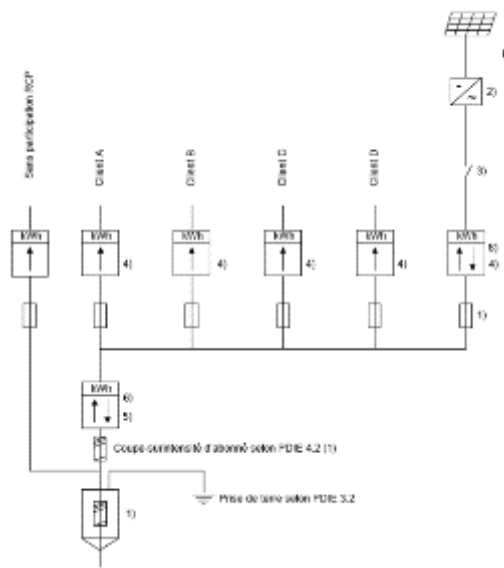 2)
3)
Sans participation RCP
Client A
Client B
Client C
Client D
kWh
kWh
kWh
kWh
kWh
kWh
4)
4)
4)
4)
6)
4)
1)
kWh
6)
5)
Coupe-surintensité d'abonné selon PDIE 4.2 (1)
Prise de terre selon PDIE 3.2
1)